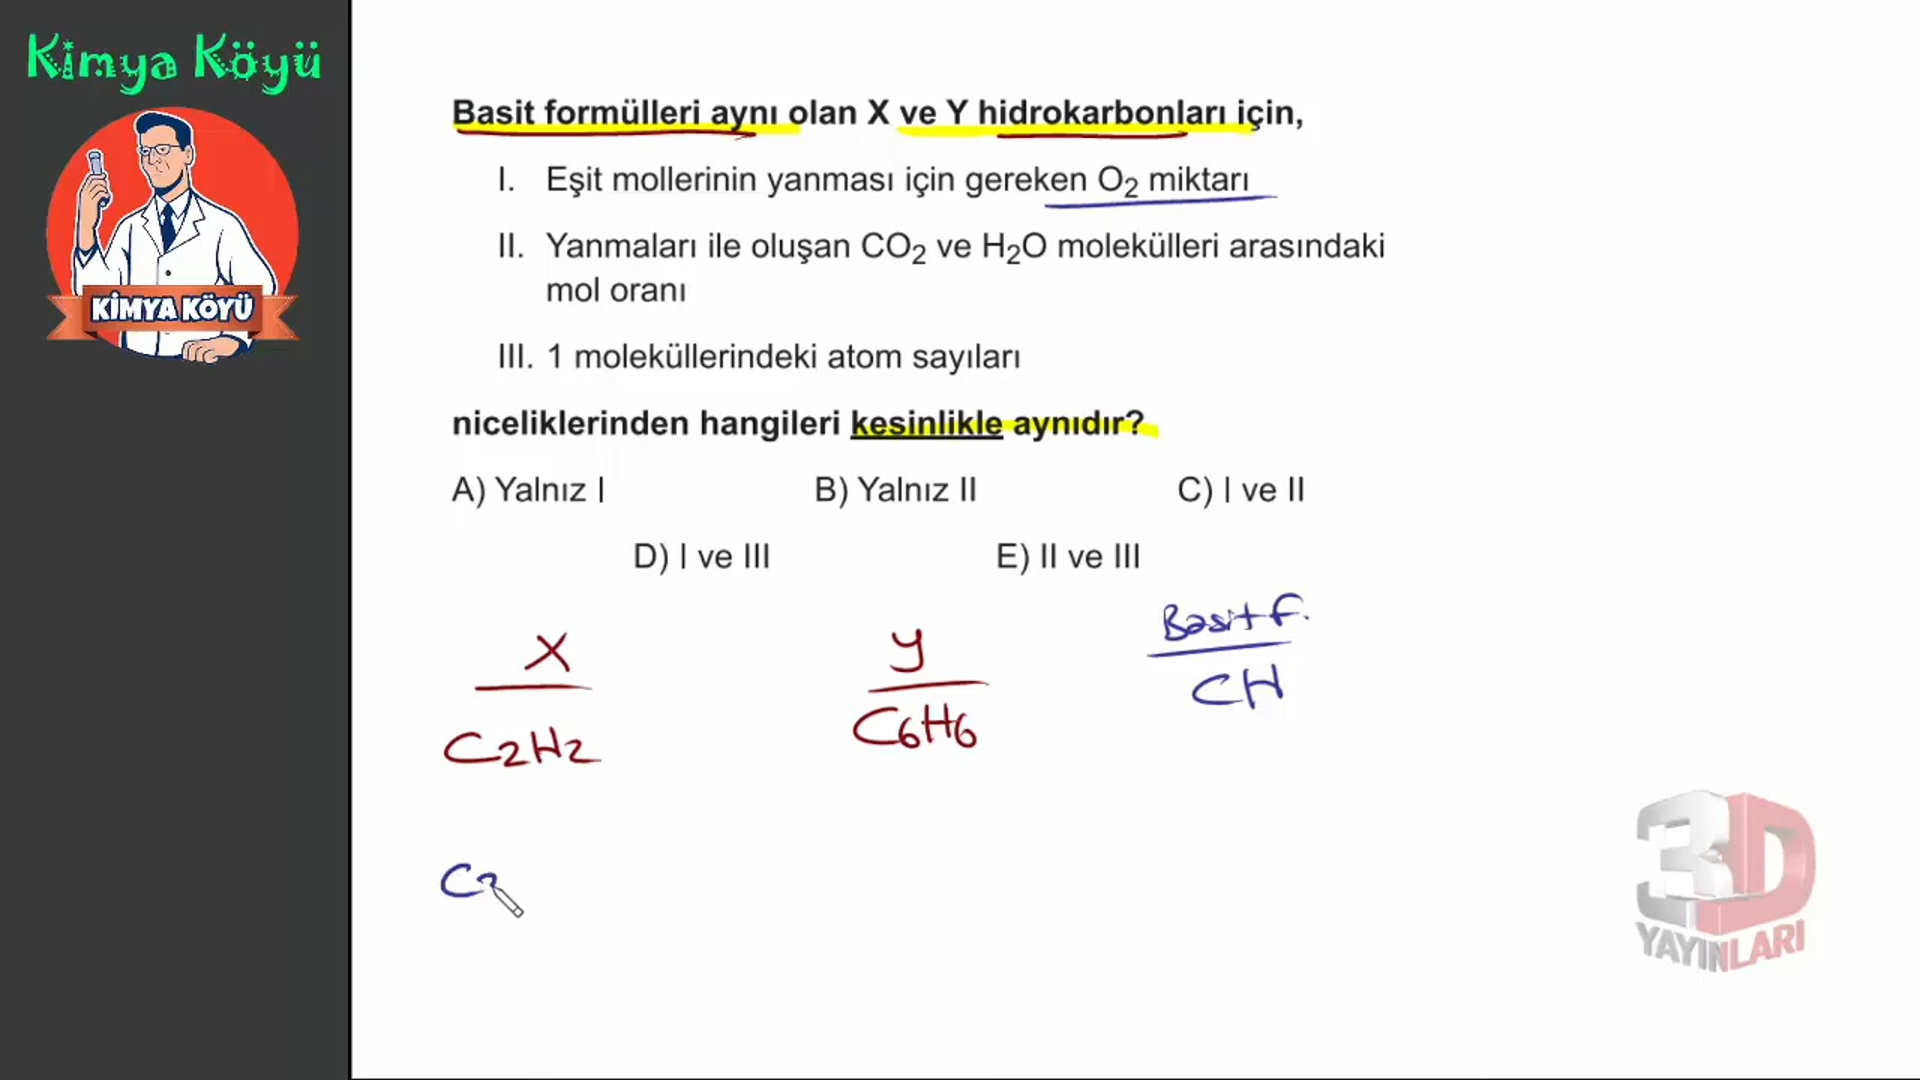 Kimya Köyü
KİMYA KÖYÜ
Basit formülleri aynı olan X ve Y hidrokarbonları için,
I. Eşit mollerinin yanması için gereken O2 miktarı
II. Yanmaları ile oluşan CO2 ve H2O molekülleri arasındaki
mol oranı
III. 1 moleküllerindeki atom sayıları
niceliklerinden hangileri kesinlikle aynıdır?
A) Yalnız I B) Yalnız II C) I ve II
D) I ve III E) II ve III
X Y Basit F.
C2H2 C6H6 CH
C2
3D
YAYINLARI